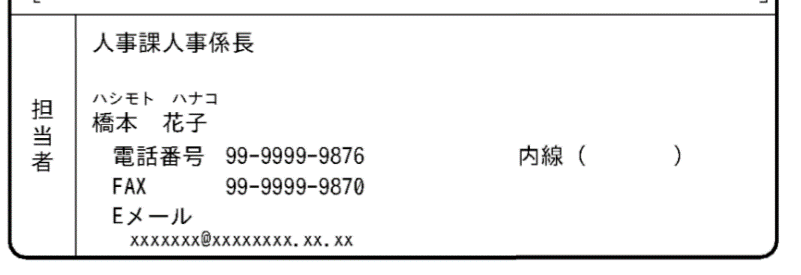 人事課人事係長
ハシモト ハナコ
橋本 花子
担当者
電話番号 99-9999-9876 内線（ ）
FAX 99-9999-9870
Eメール
xxxxxxx@xxxxxxxx.xx.xx